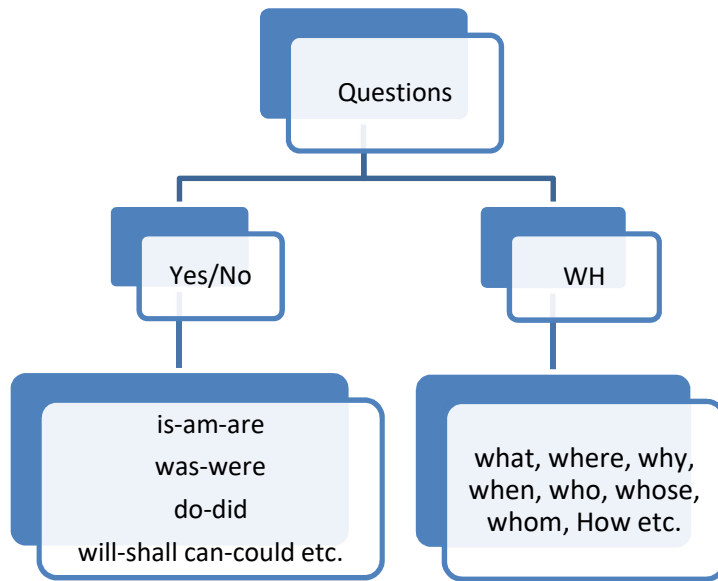 Questions
Yes/No
WH
is-am-are
was-were
do-did
will-shall can-could etc.
what, where, why,
when, who, whose,
whom, How etc.